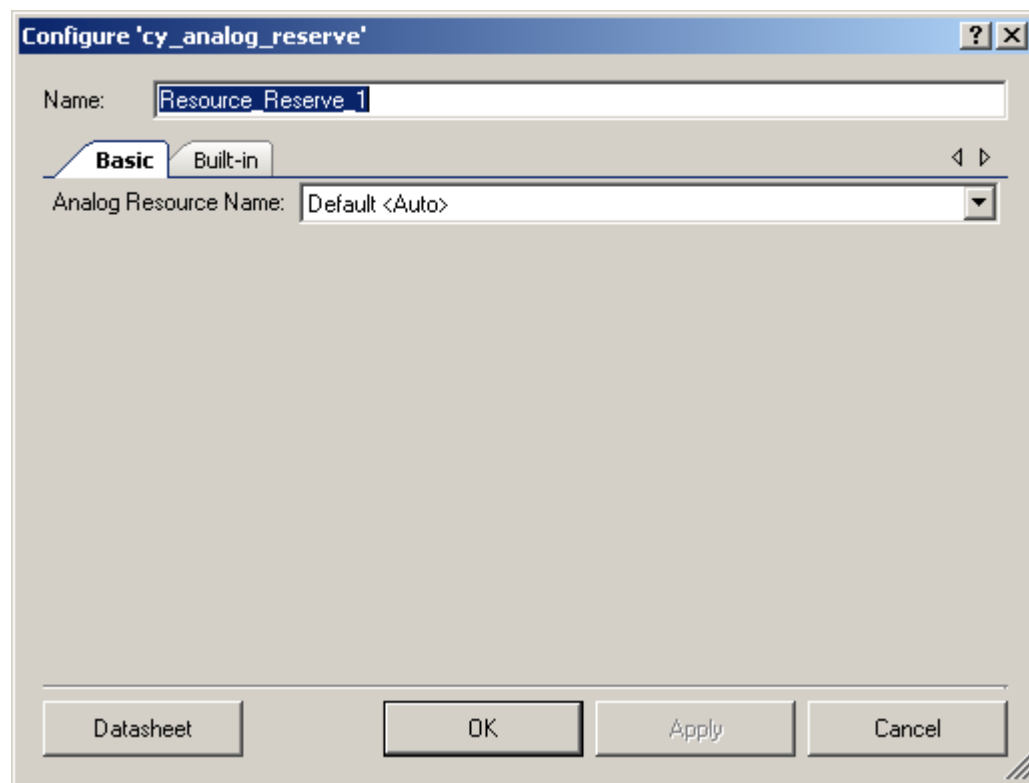 Configure 'cy_analog_reserve'
Name: Resource_Reserve_1
Basic Built-in
Analog Resource Name: Default <Auto>
Datasheet OK Apply Cancel